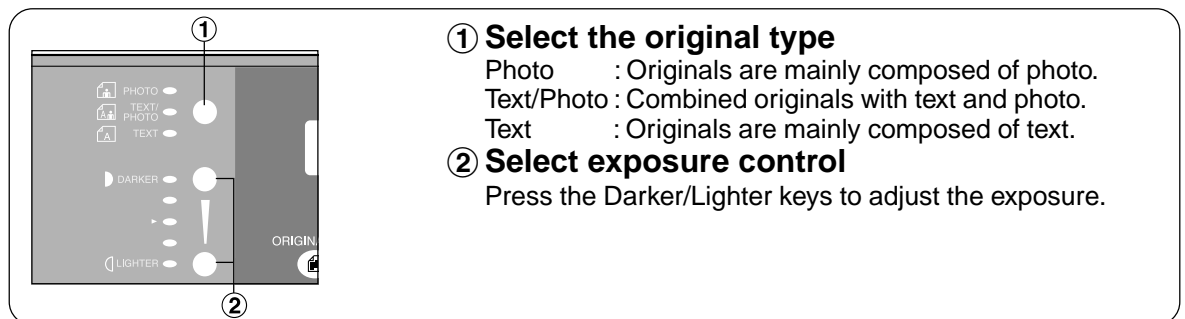 ①
PHOTO
TEXT/
PHOTO
A
TEXT
DARKER
LIGHTER
ORIGIN
②
① Select the original type
Photo : Originals are mainly composed of photo.
Text/Photo : Combined originals with text and photo.
Text : Originals are mainly composed of text.
② Select exposure control
Press the Darker/Lighter keys to adjust the exposure.